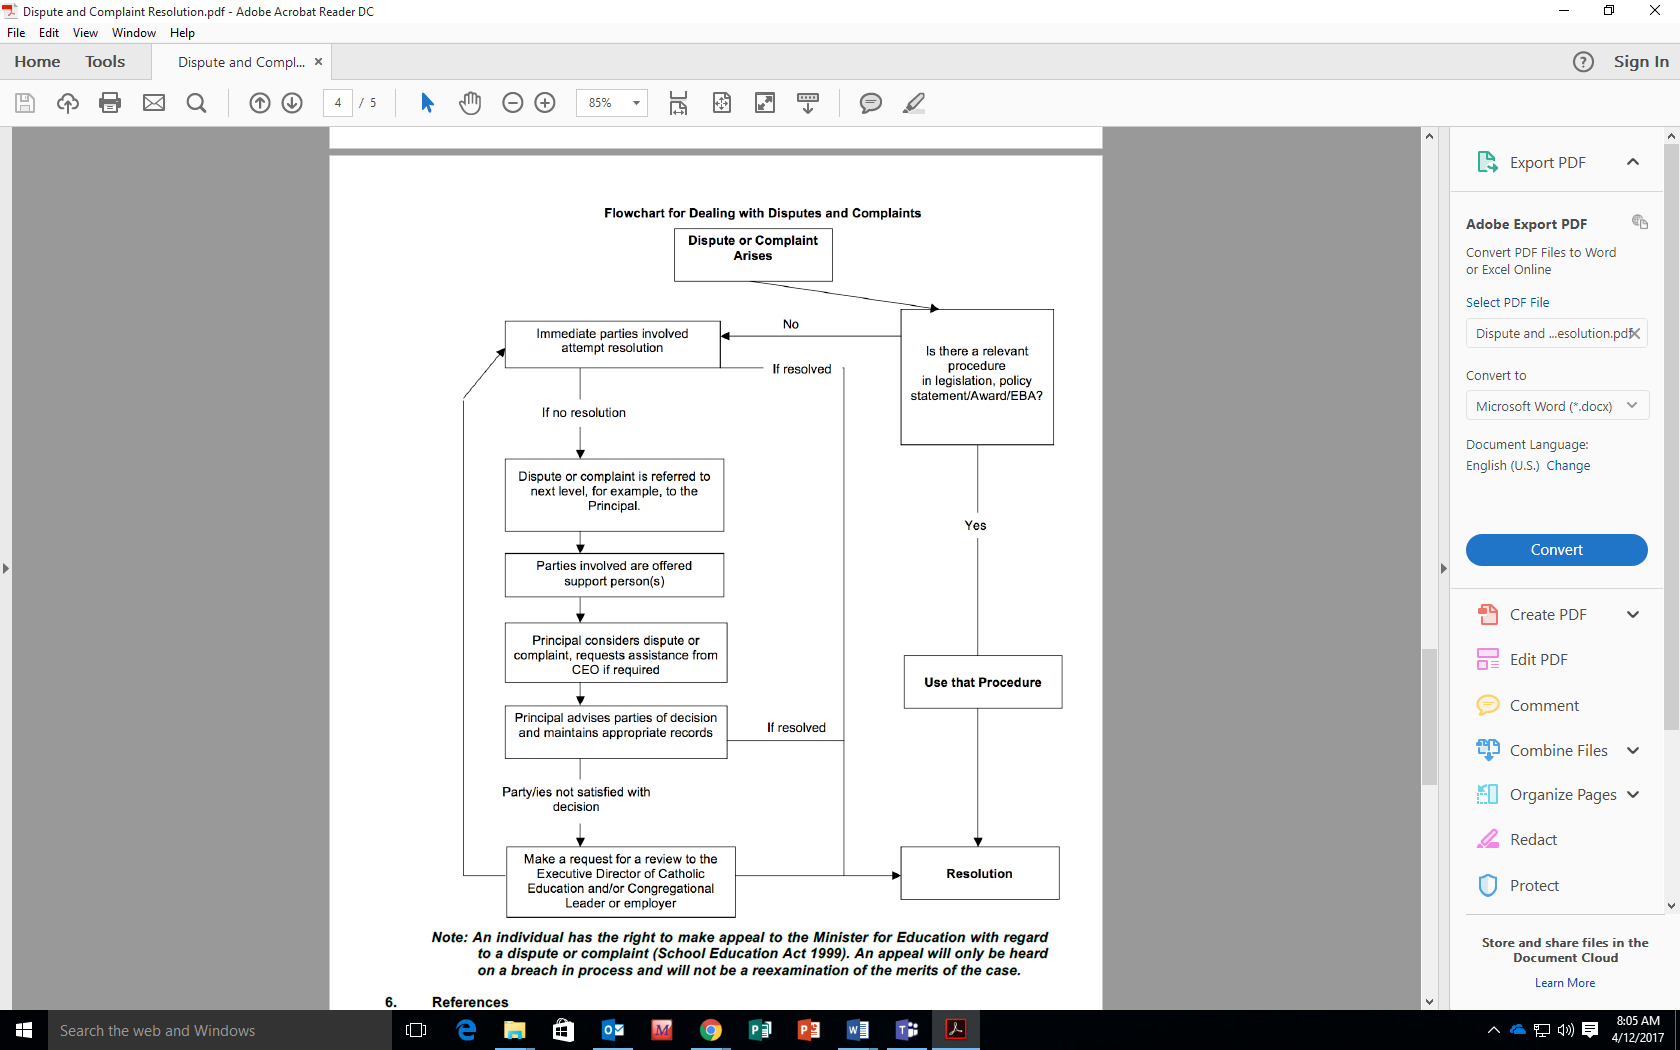 Dispute and Complaint Resolution.pdf - Adobe Acrobat Reader DC
File Edit View Window Help
Home Tools Dispute and Compl... × ? Sign In
4 / 5 85%
Flowchart for Dealing with Disputes and Complaints
Dispute or Complaint
Arises
No
Immediate parties involved
attempt resolution
If resolved
Is there a relevant
procedure
in legislation, policy
statement/Award/EBA?
If no resolution
Dispute or complaint is referred to
next level, for example, to the
Principal.
Yes
Parties involved are offered
support person(s)
Principal considers dispute or
complaint, requests assistance from
CEO if required
Use that Procedure
Principal advises parties of decision
and maintains appropriate records
If resolved
Party/ies not satisfied with
decision
Make a request for a review to the
Executive Director of Catholic
Education and/or Congregational
Leader or employer
Resolution
Note: An individual has the right to make appeal to the Minister for Education with regard
to a dispute or complaint (School Education Act 1999). An appeal will only be heard
on a breach in process and will not be a reexamination of the merits of the case.
6. References
Export PDF
Adobe Export PDF
Convert PDF Files to Word
or Excel Online
Select PDF File
Dispute and ...esolution.pdf
Convert to
Microsoft Word (*.docx)
Document Language:
English (U.S.) Change
Convert
Create PDF
Edit PDF
Comment
Combine Files
Organize Pages
Redact
Protect
Store and share files in the
Document Cloud
Learn More
Search the web and Windows
8:05 AM
4/12/2017